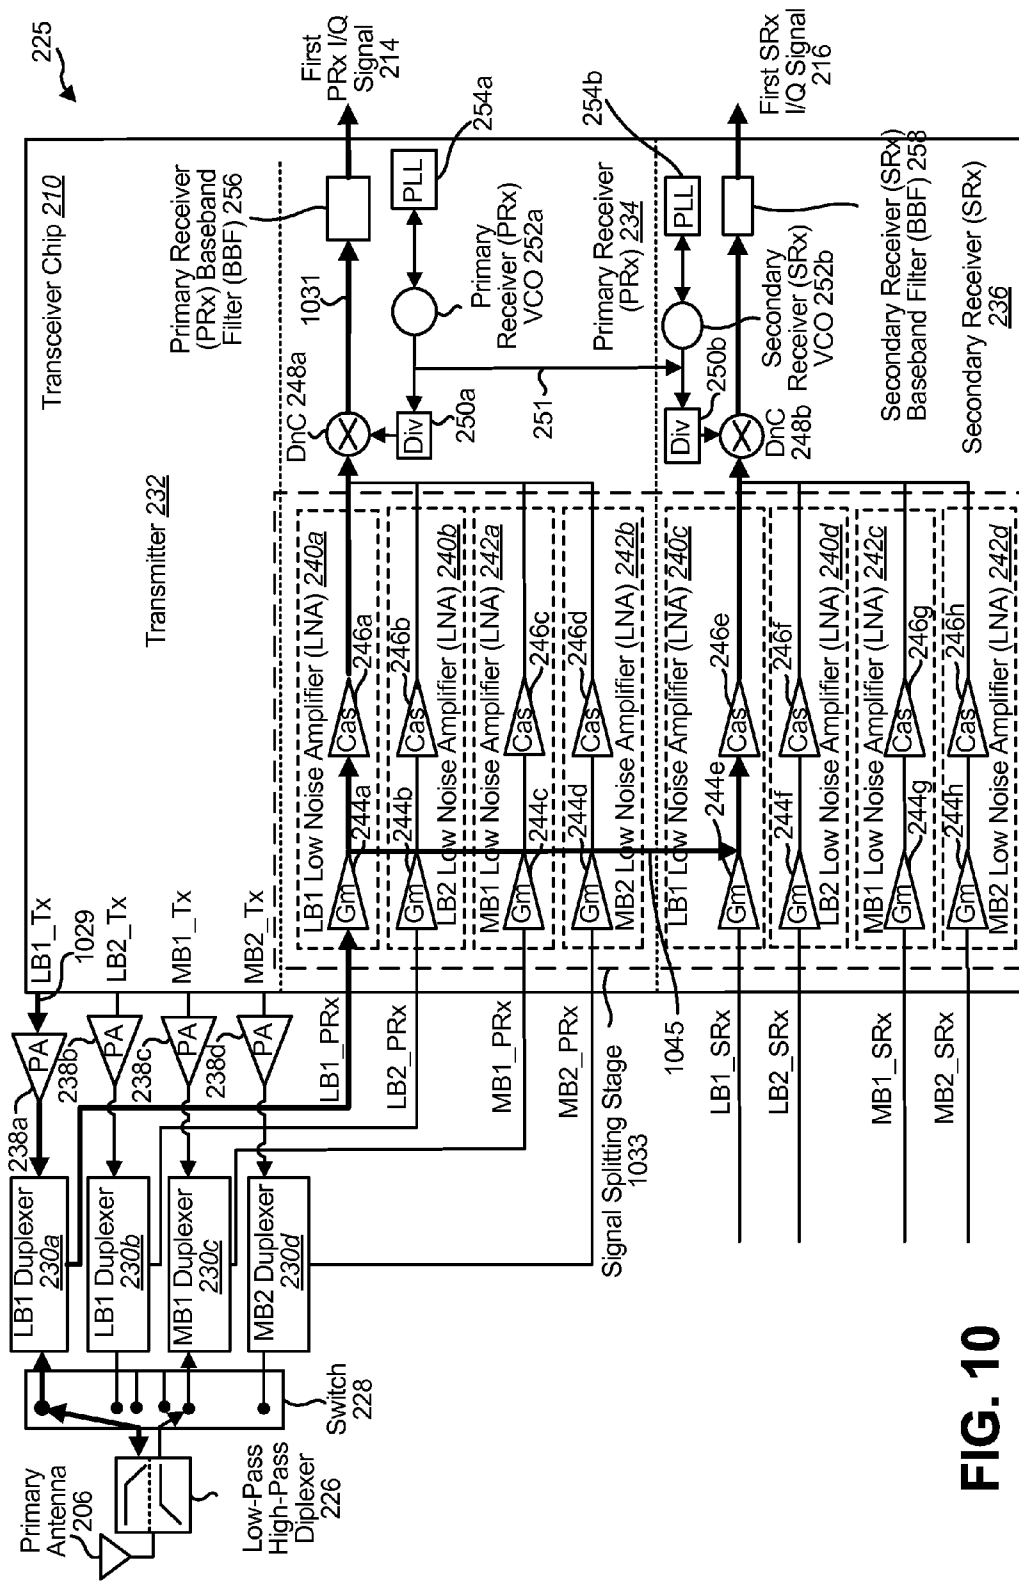 225
Primary
Antenna
206
Low-Pass
High-Pass
Diplexer
226
Switch
228
LB1 Duplexer
230a
LB1 Duplexer
230b
MB1 Duplexer
230c
MB2 Duplexer
230d
238a
PA
238b
PA
238c
PA
238d
PA
LB1_Tx
1029
LB2_Tx
MB1_Tx
MB2_Tx
Transceiver Chip 210
Transmitter 232
LB1_PRx
LB2_PRx
MB1_PRx
MB2_PRx
Signal Splitting Stage
1033
1045
LB1_SRx
LB2_SRx
MB1_SRx
MB2_SRx
LB1 Low Noise Amplifier (LNA) 240a
Gm
244a
Cas
246a
Gm
244b
Cas
246b
LB2 Low Noise Amplifier (LNA) 240b
MB1 Low Noise Amplifier (LNA) 242a
Gm
244c
Cas
246c
Gm
244d
Cas
246d
MB2 Low Noise Amplifier (LNA) 242b
LB1 Low Noise Amplifier (LNA) 240c
Gm
244e
Cas
246e
Gm
244f
Cas
246f
LB2 Low Noise Amplifier (LNA) 240d
MB1 Low Noise Amplifier (LNA) 242c
Gm
244g
Cas
246g
Gm
244h
Cas
246h
MB2 Low Noise Amplifier (LNA) 242d
DnC 248a
1031
Div
250a
Primary Receiver
(PRx) Baseband
Filter (BBF) 256
First
PRx I/Q
Signal
214
PLL
254a
Primary
Receiver (PRx)
VCO 252a
251
Primary Receiver
(PRx) 234
PLL
254b
Div
250b
DnC
248b
Secondary
Receiver (SRx)
VCO 252b
First SRx
I/Q Signal
216
Secondary Receiver (SRx)
Baseband Filter (BBF) 258
Secondary Receiver (SRx)
236
FIG. 10